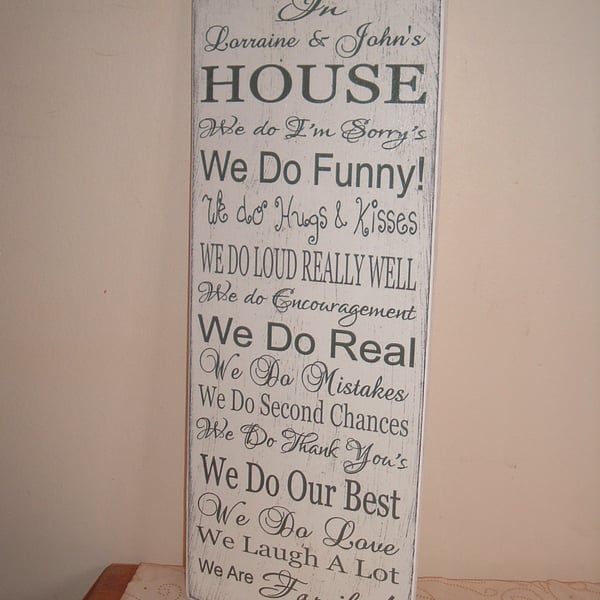 In
Lorraine & John's
HOUSE
We do I'm Sorry's
We Do Funny!
We do Hugs & Kisses
WE DO LOUD REALLY WELL
We do Encouragement
We Do Real
We Do Mistakes
We Do Second Chances
We Do Thank You's
We Do Our Best
We Do Love
We Laugh A Lot
We Are